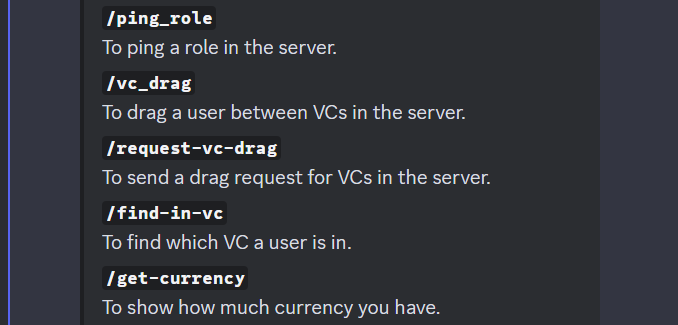 /ping_role
To ping a role in the server.
/vc_drag
To drag a user between VCs in the server.
/request-vc-drag
To send a drag request for VCs in the server.
/find-in-vc
To find which VC a user is in.
/get-currency
To show how much currency you have.